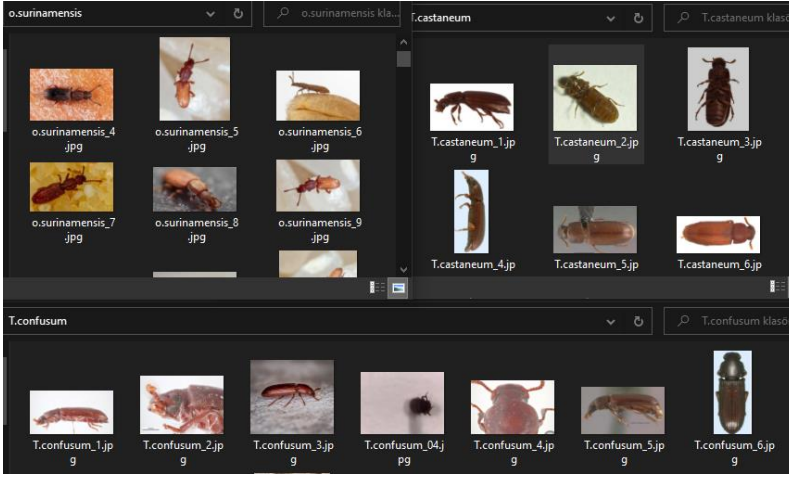 o.surinamensis
o.surinamensis kla...
o.surinamensis_4
.jpg
o.surinamensis_5
.jpg
o.surinamensis_6
.jpg
o.surinamensis_7
.jpg
o.surinamensis_8
.jpg
o.surinamensis_9
.jpg
T.castaneum
T.castaneum klasö
T.castaneum_1.jp
g
T.castaneum_2.jp
g
T.castaneum_3.jp
g
T.castaneum_4.jp
T.castaneum_5.jp
T.castaneum_6.jp
T.confusum
T.confusum klasö
T.confusum_1.jp
g
T.confusum_2.jp
g
T.confusum_3.jp
g
T.confusum_04.j
pg
T.confusum_4.jp
g
T.confusum_5.jp
g
T.confusum_6.jp
g